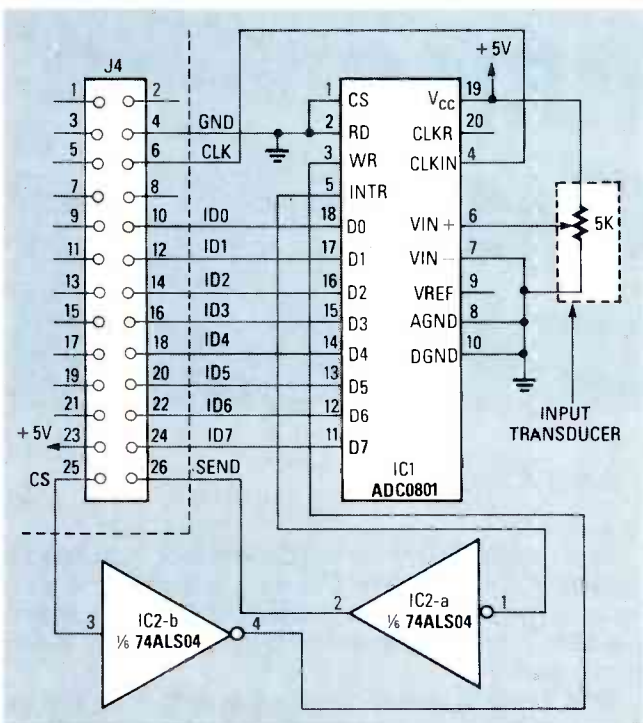 J4
1 2
3 4 GND
5 6 CLK
7 8
9 10 ID0
11 12 ID1
13 14 ID2
15 16 ID3
17 18 ID4
19 20 ID5
21 22 ID6
+5V 23 24 ID7
CS 25 26 SEND
1 CS
2 RD
3 WR
5 INTR
18 D0
17 D1
16 D2
15 D3
14 D4
13 D5
12 D6
11 D7
VCC 19
CLKR 20
CLKIN 4
VIN + 6
VIN − 7
VREF 9
AGND 8
DGND 10
IC1
ADC0801
+5V
5K
INPUT
TRANSDUCER
3 IC2-b 4
⅙ 74ALS04
2 IC2-a 1
⅙ 74ALS04